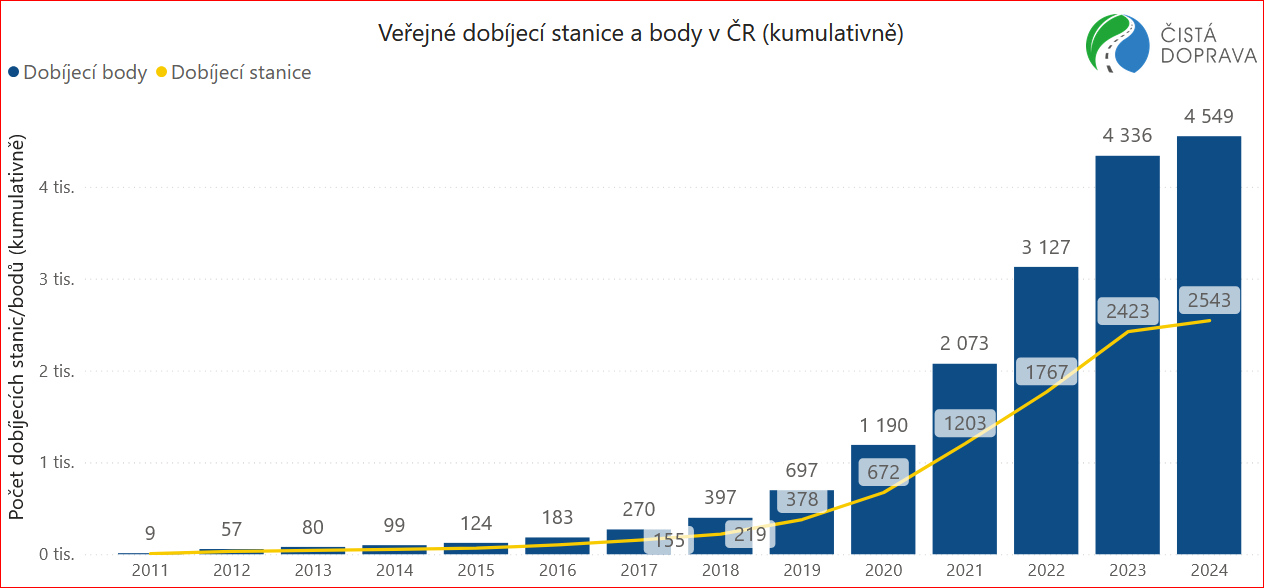 Veřejné dobíjecí stanice a body v ČR (kumulativně)
ČISTÁ
DOPRAVA
Dobíjecí body Dobíjecí stanice
Počet dobíjecích stanic/bodů (kumulativně)
4 tis.
3 tis.
2 tis.
1 tis.
0 tis.
9
57
80
99
124
183
270
397
697
1 190
2 073
3 127
4 336
4 549
155
219
378
672
1203
1767
2423
2543
2011 2012 2013 2014 2015 2016 2017 2018 2019 2020 2021 2022 2023 2024